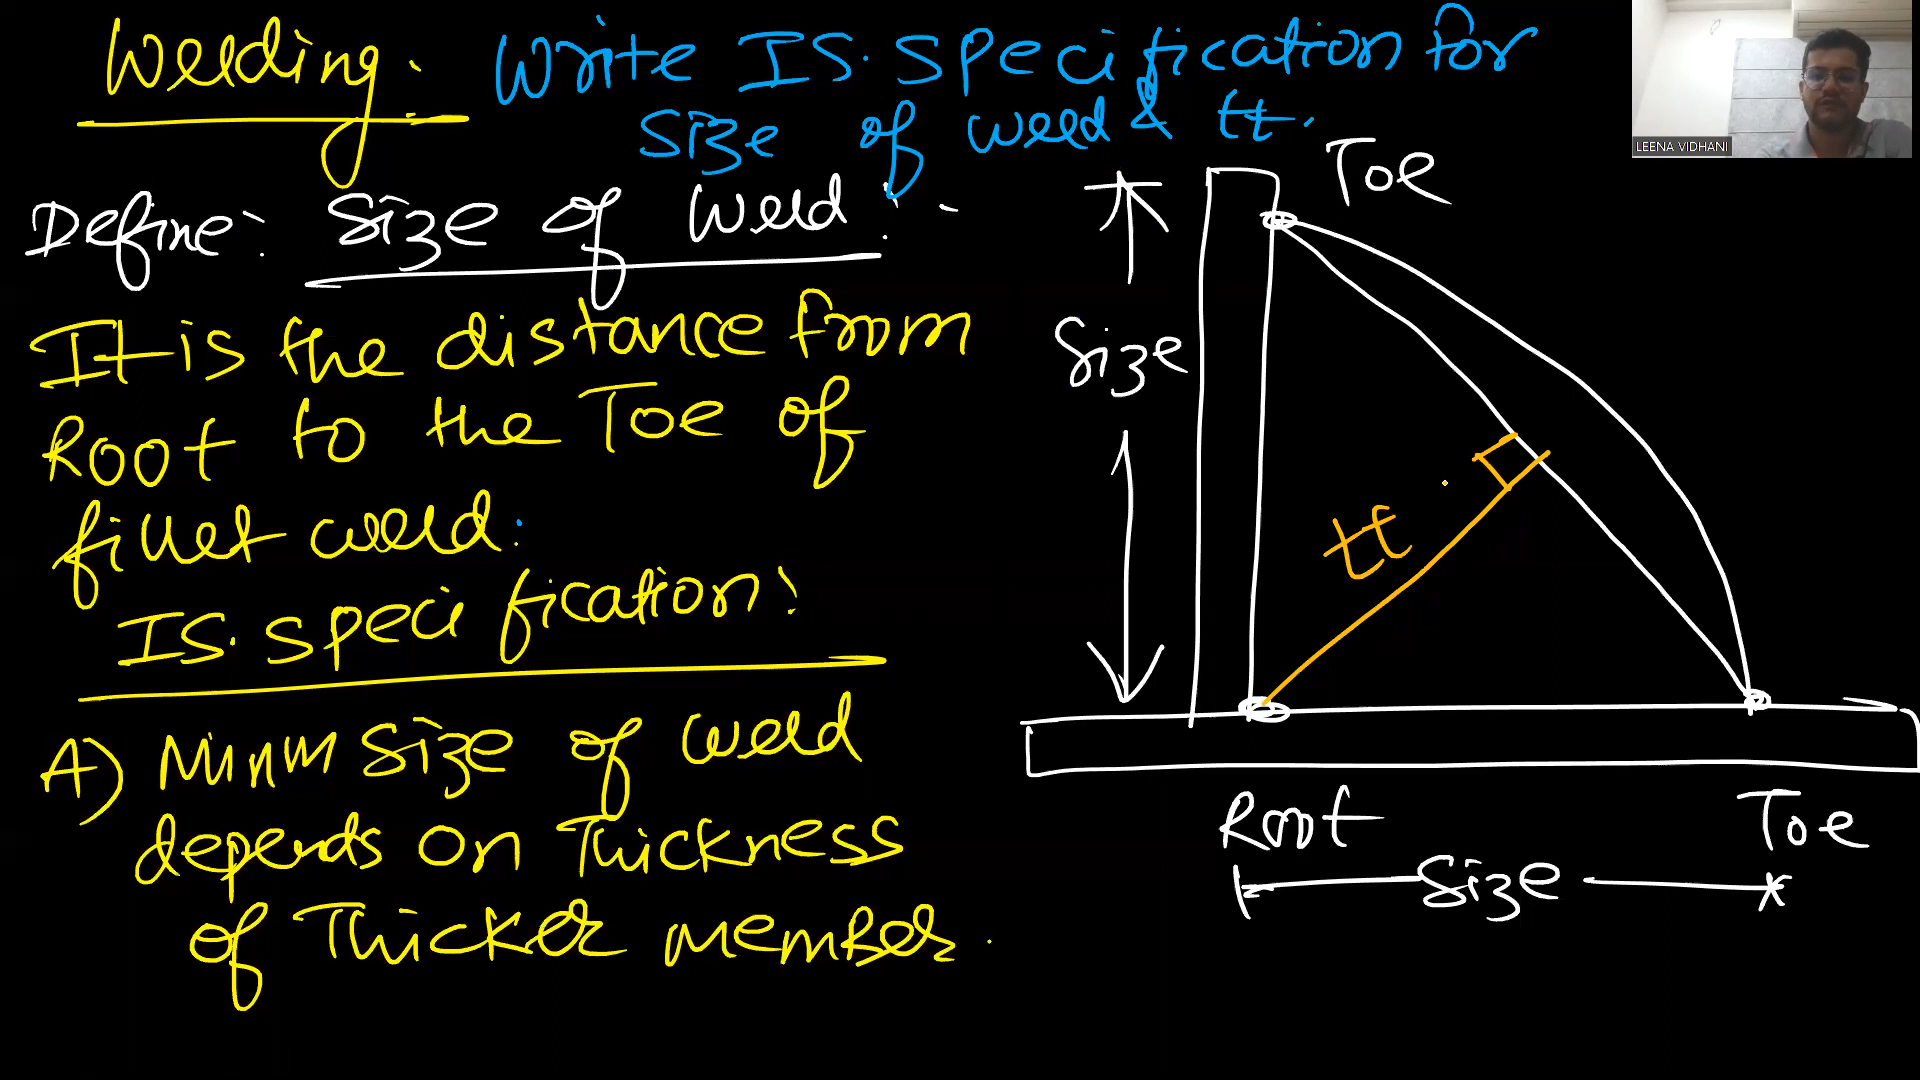 Welding:
Write IS. specification for
size of weld & tt.
Define: Size of Weld:-
It is the distance from
Root to the Toe of
fillet weld.
IS. specification:
A) Minm Size of weld
depends on Thickness
of Thicker member.
Toe
Size
tt
Root
Toe
Size
LEENA VIDHANI